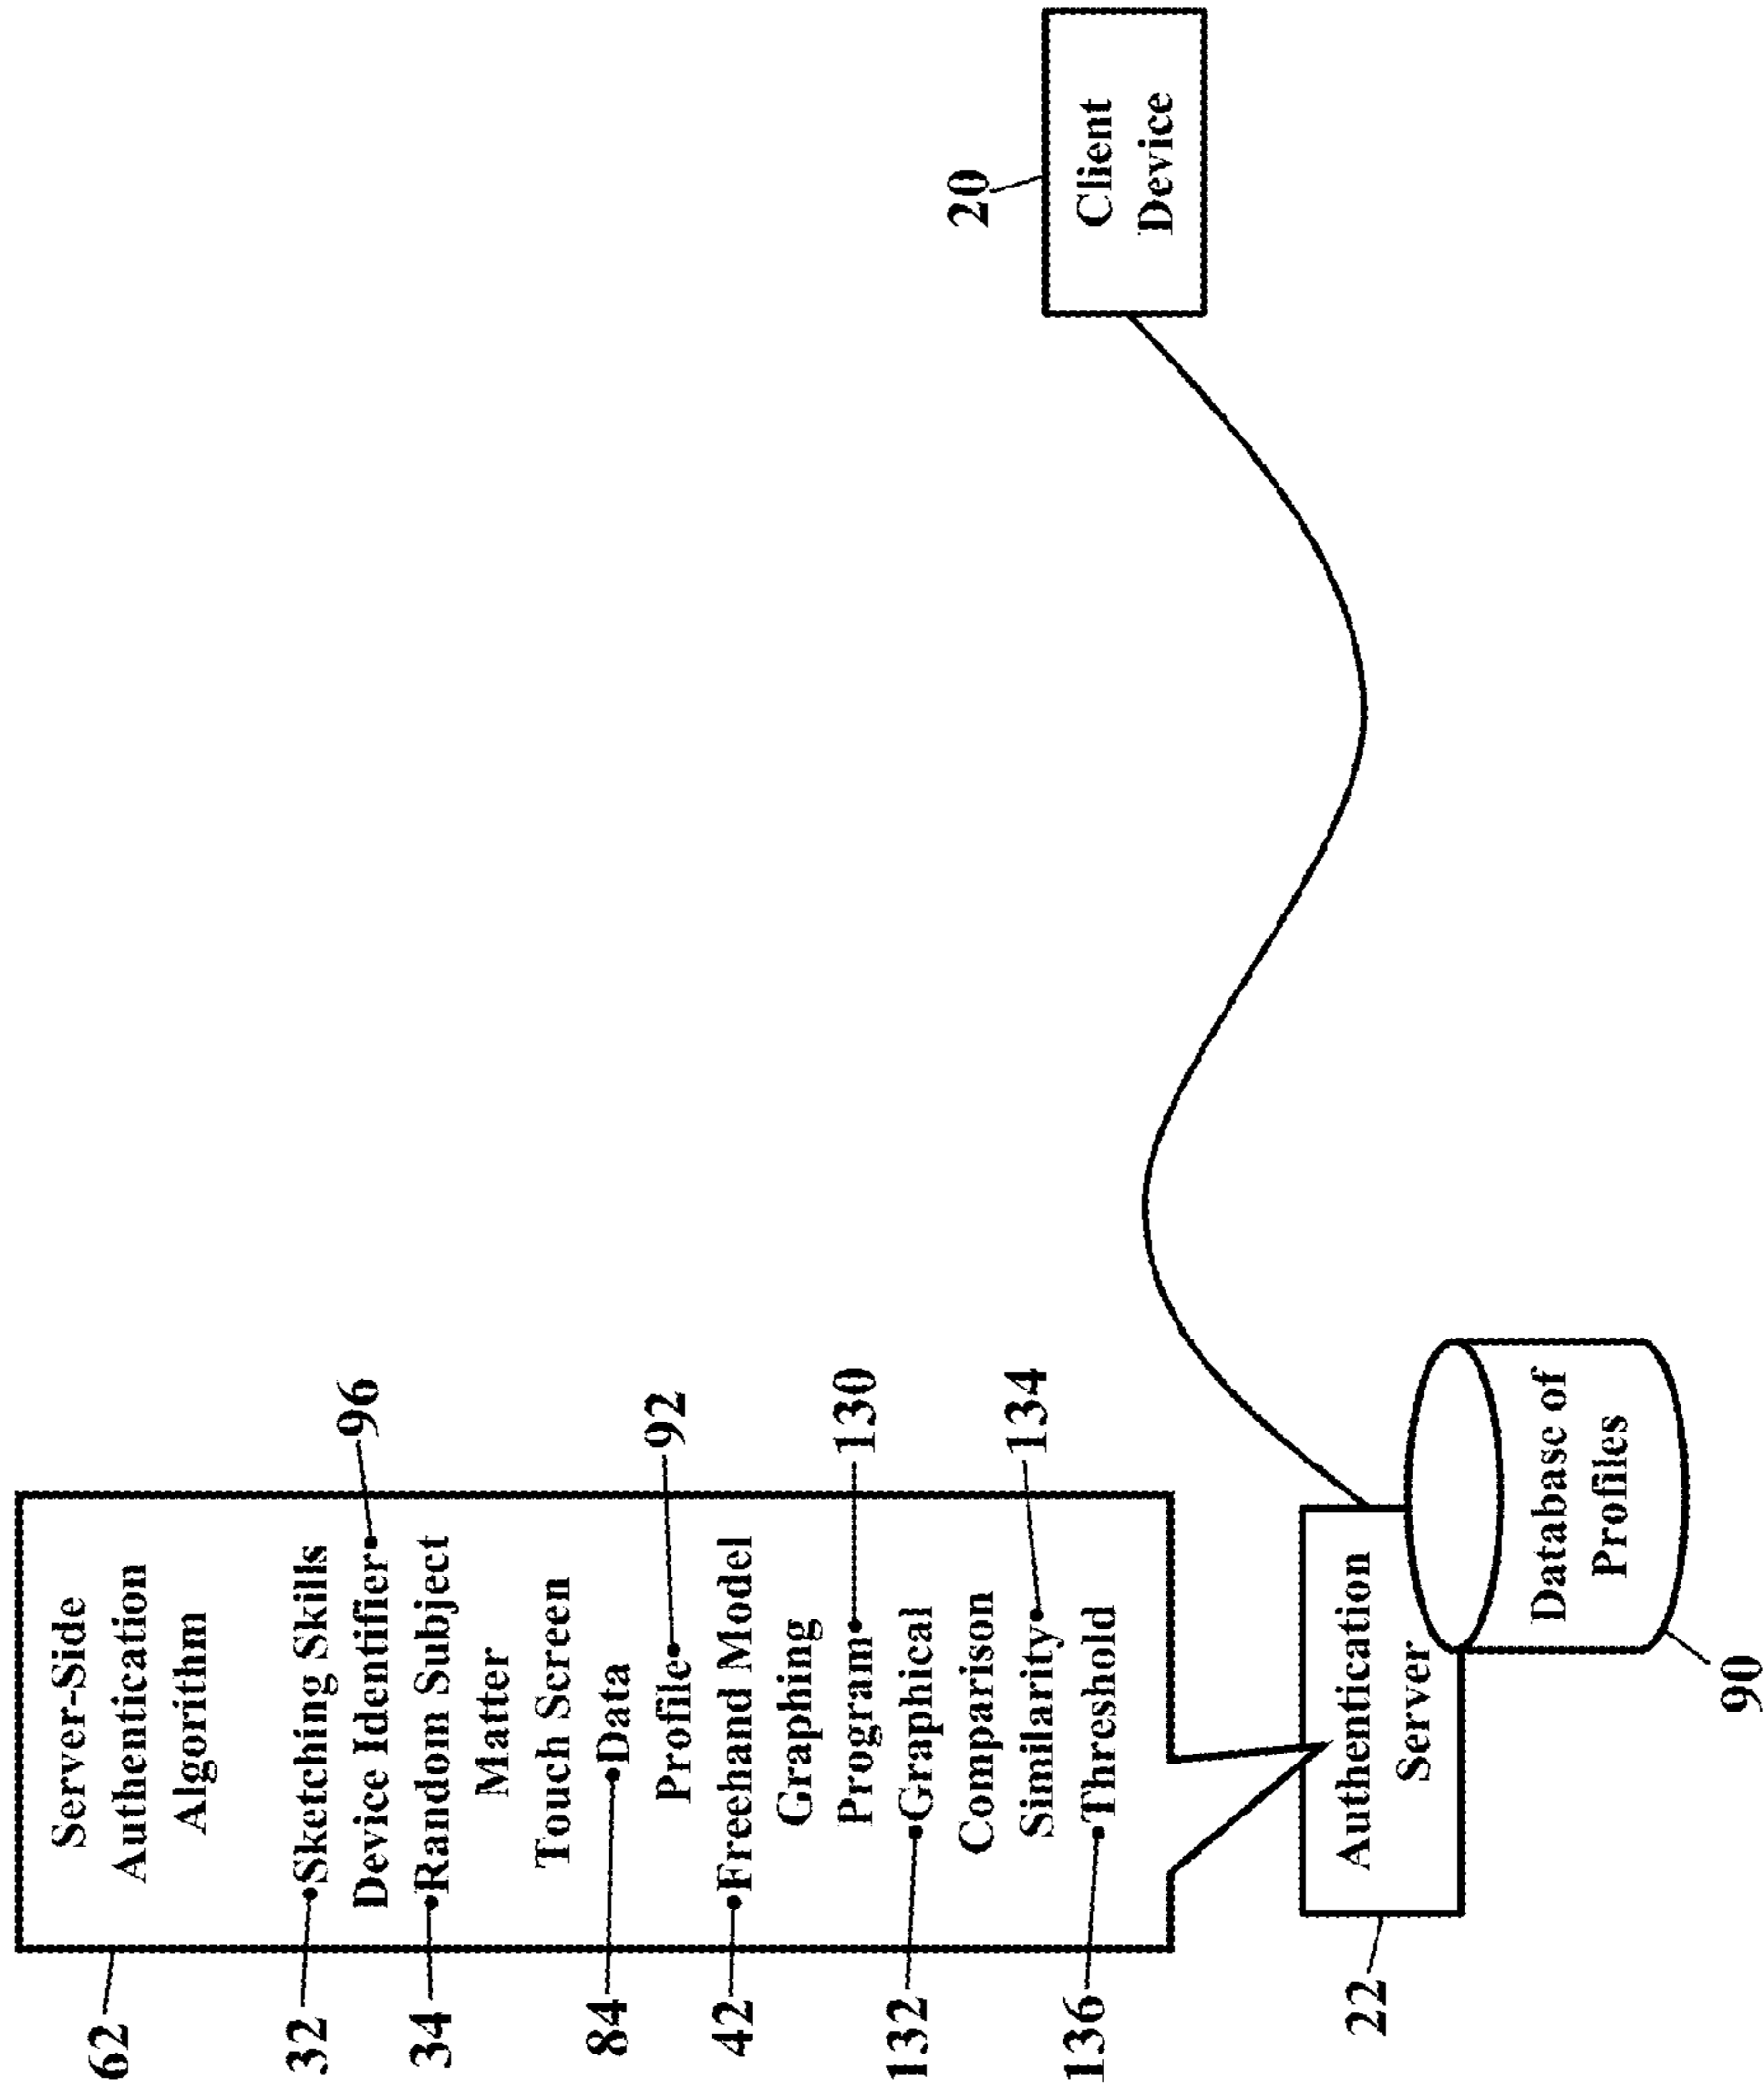 62
Server-Side
Authentication
Algorithm
32
Sketching Skills
Device Identifier
96
34
Random Subject
Matter
Touch Screen
84
Data
Profile
92
42
Freehand Model
Graphing
Program
130
132
Graphical
Comparison
Similarity
134
136
Threshold
22
Authentication
Server
Database of
Profiles
90
20
Client
Device